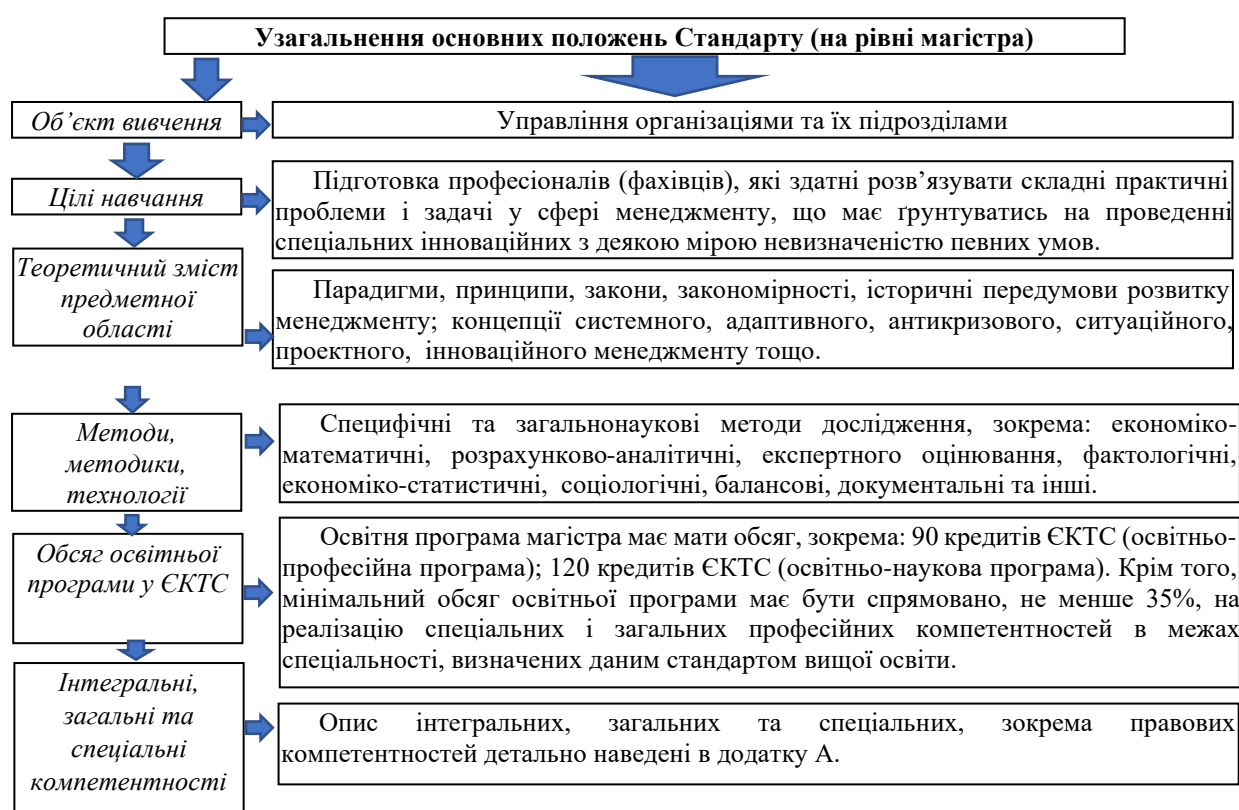 Узагальнення основних положень Стандарту (на рівні магістра)
Об’єкт вивчення
Управління організаціями та їх підрозділами
Цілі навчання
Підготовка професіоналів (фахівців), які здатні розв’язувати складні практичні
проблеми і задачі у сфері менеджменту, що має ґрунтуватись на проведенні
спеціальних інноваційних з деякою мірою невизначеністю певних умов.
Теоретичний зміст
предметної
області
Парадигми, принципи, закони, закономірності, історичні передумови розвитку
менеджменту; концепції системного, адаптивного, антикризового, ситуаційного,
проектного, інноваційного менеджменту тощо.
Методи,
методики,
технології
Специфічні та загальнонаукові методи дослідження, зокрема: економіко-
математичні, розрахунково-аналітичні, експертного оцінювання, фактологічні,
економіко-статистичні, соціологічні, балансові, документальні та інші.
Обсяг освітньої
програми у ЄКТС
Освітня програма магістра має мати обсяг, зокрема: 90 кредитів ЄКТС (освітньо-
професійна програма); 120 кредитів ЄКТС (освітньо-наукова програма). Крім того,
мінімальний обсяг освітньої програми має бути спрямовано, не менше 35%, на
реалізацію спеціальних і загальних професійних компетентностей в межах
спеціальності, визначених даним стандартом вищої освіти.
Інтегральні,
загальні та
спеціальні
компетентності
Опис інтегральних, загальних та спеціальних, зокрема правових
компетентностей детально наведені в додатку А.